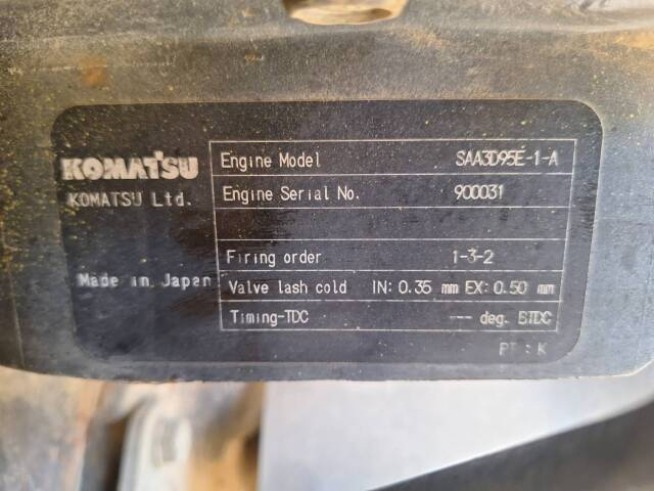 KOMATSU
KOMATSU Ltd.
Made in Japan
Engine Model SAA3D95E-1-A
Engine Serial No. 900031
Firing order 1-3-2
Valve lash cold IN: 0.35 mm EX: 0.50 mm
Timing-TDC --- deg. BTDC
PT : K